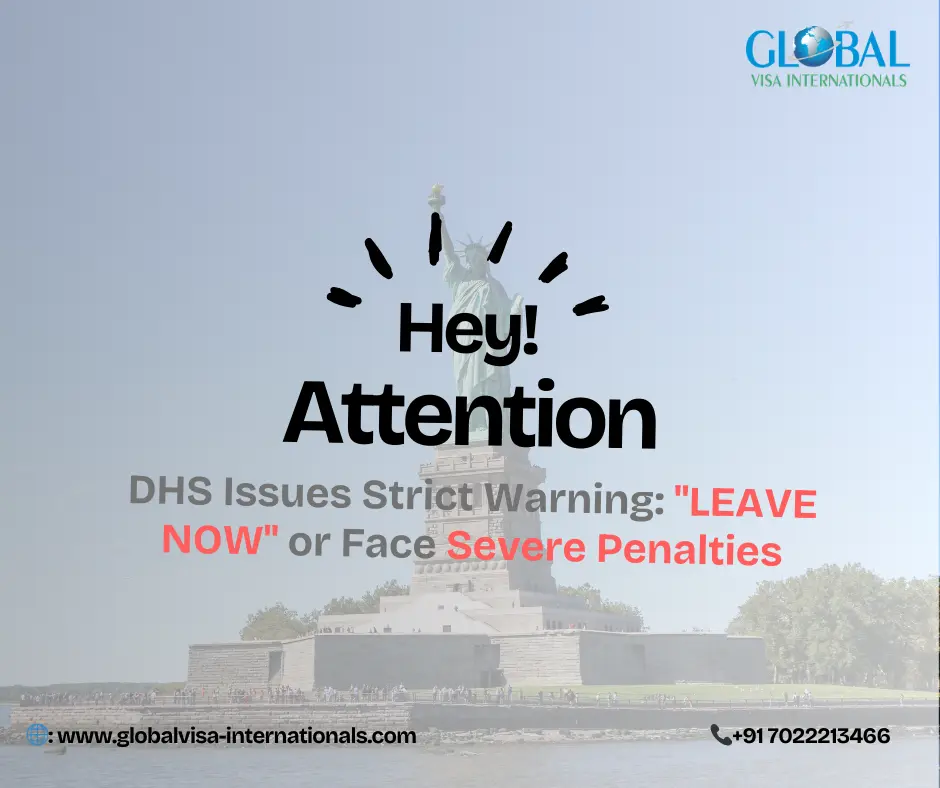 GLOBAL
VISA INTERNATIONALS
Hey!
Attention
DHS Issues Strict Warning: "LEAVE
NOW" or Face Severe Penalties
: www.globalvisa-internationals.com
+91 7022213466